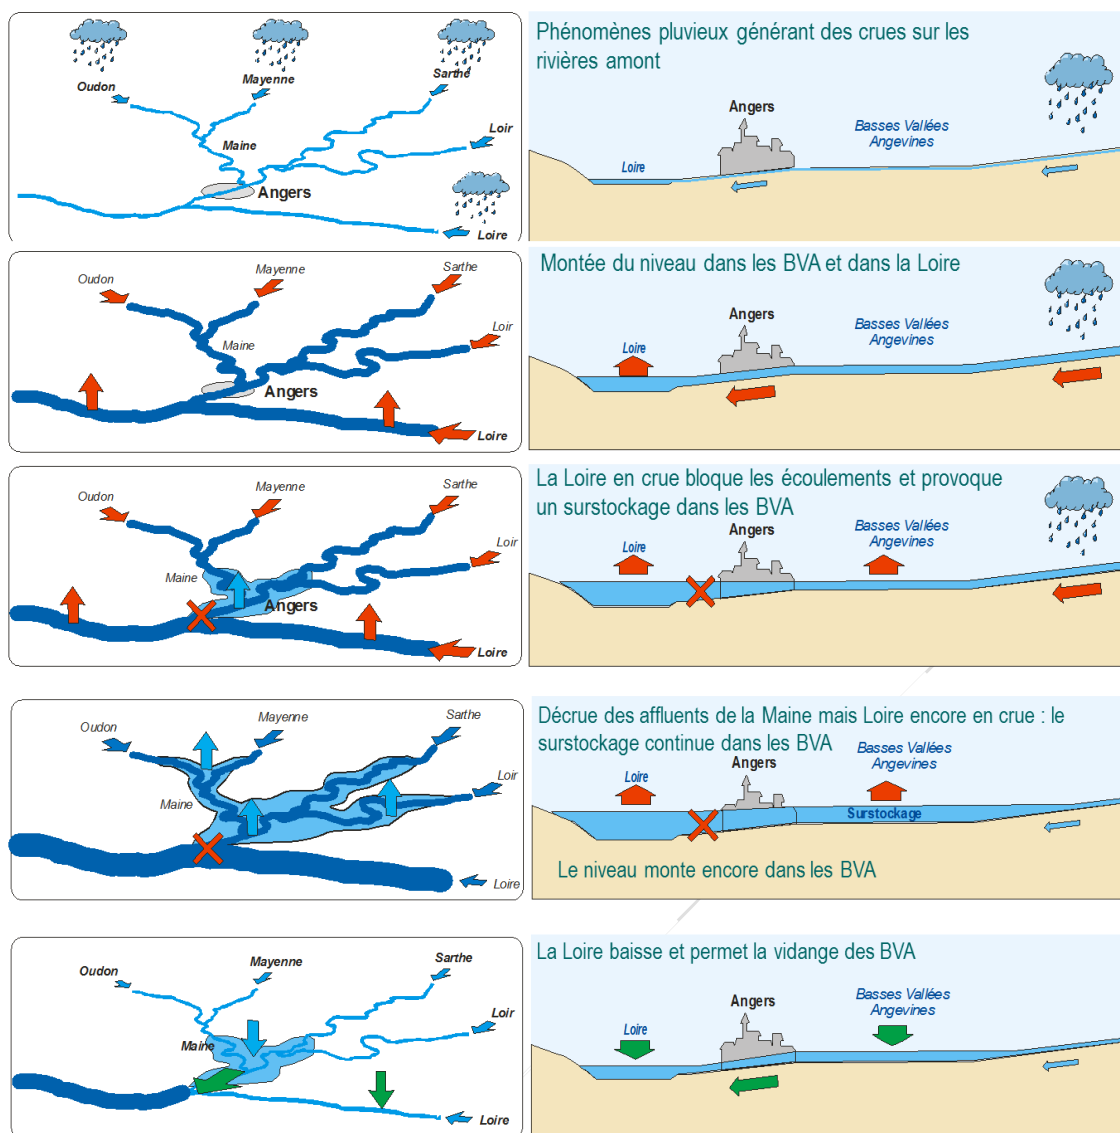 Oudon
Mayenne
Sarthe
Loir
Maine
Angers
Loire
Phénomènes pluvieux générant des crues sur les
rivières amont
Angers
Basses Vallées
Angevines
Loire
Oudon
Mayenne
Sarthe
Loir
Maine
Angers
Loire
Montée du niveau dans les BVA et dans la Loire
Angers
Basses Vallées
Angevines
Loire
Oudon
Mayenne
Sarthe
Loir
Maine
Angers
Loire
La Loire en crue bloque les écoulements et provoque
un surstockage dans les BVA
Angers
Basses Vallées
Angevines
Loire
Oudon
Mayenne
Sarthe
Loir
Maine
Loire
Décrue des affluents de la Maine mais Loire encore en crue : le
surstockage continue dans les BVA
Basses Vallées
Angevines
Angers
Loire
Surstockage
Le niveau monte encore dans les BVA
Oudon
Mayenne
Sarthe
Loir
Maine
Loire
La Loire baisse et permet la vidange des BVA
Angers
Basses Vallées
Angevines
Loire